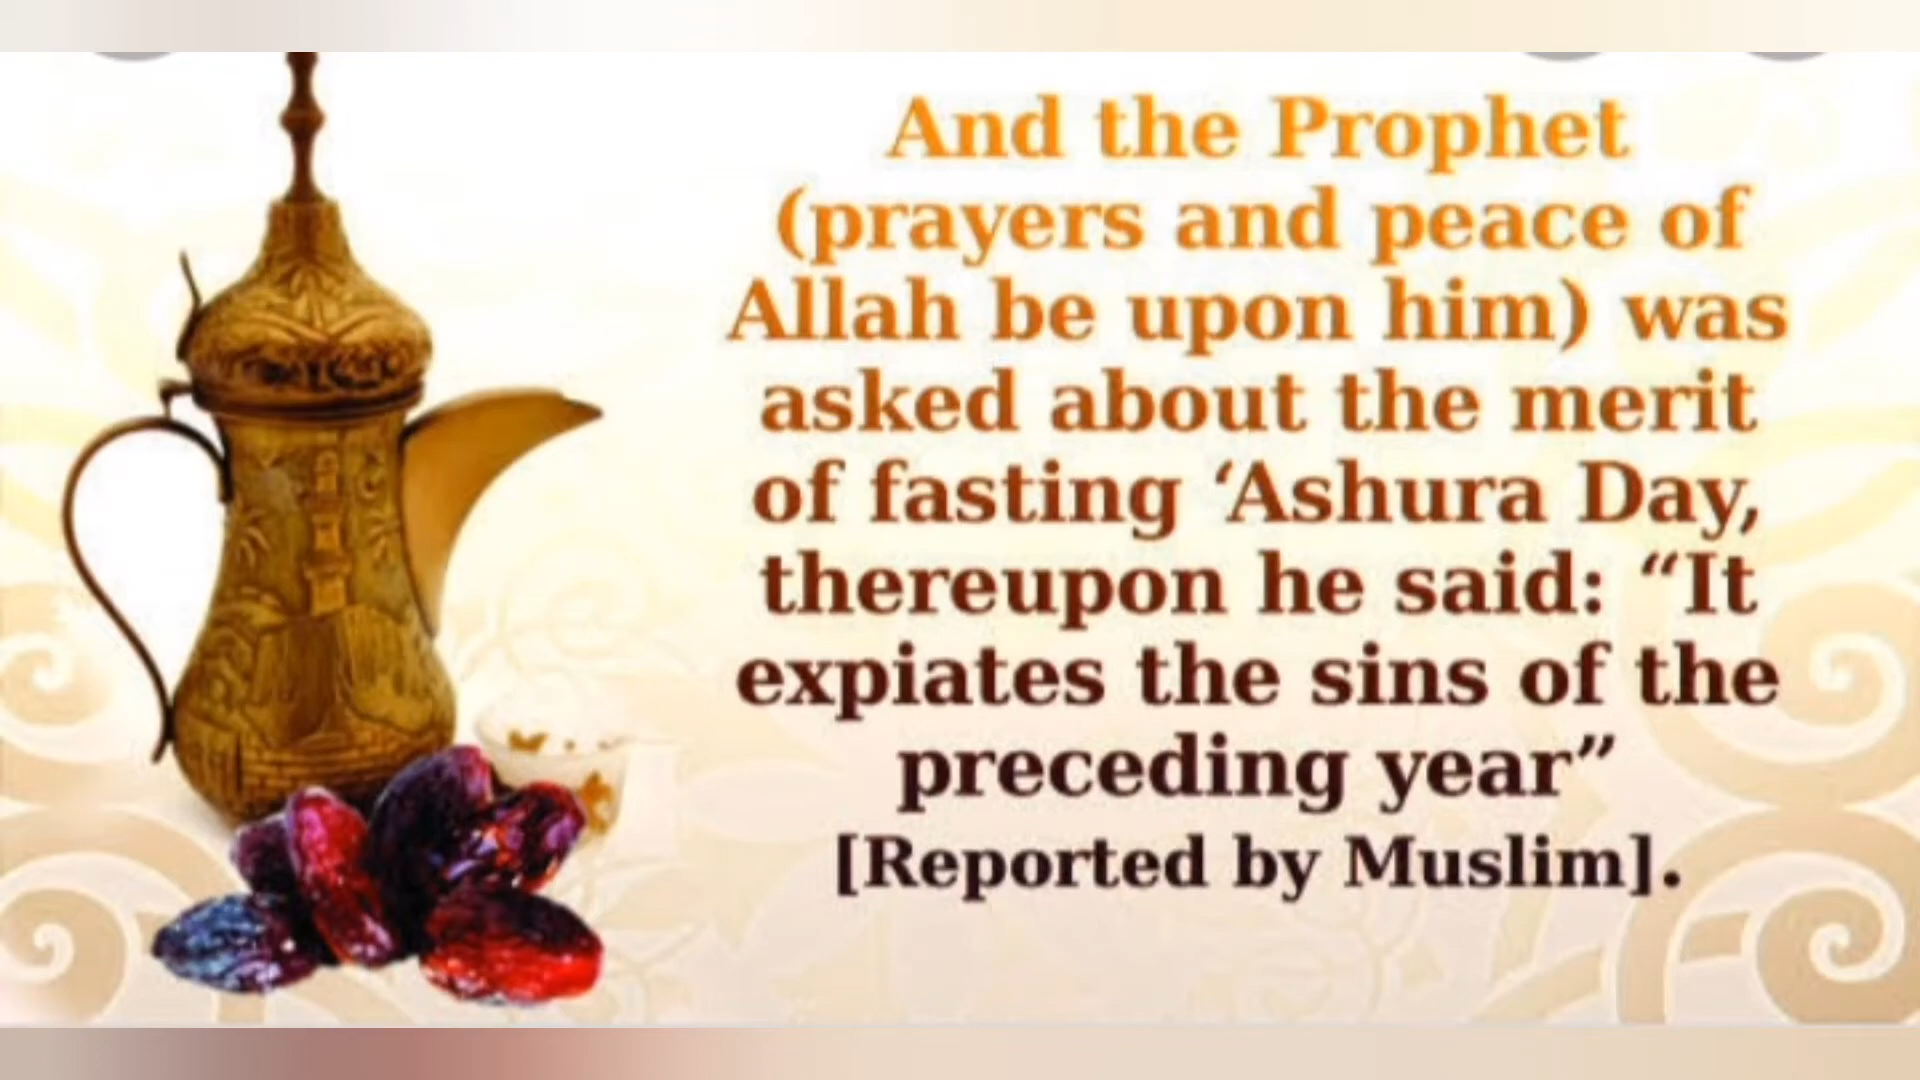 And the Prophet
(prayers and peace of
Allah be upon him) was
asked about the merit
of fasting ‘Ashura Day,
thereupon he said: “It
expiates the sins of the
preceding year”
[Reported by Muslim].